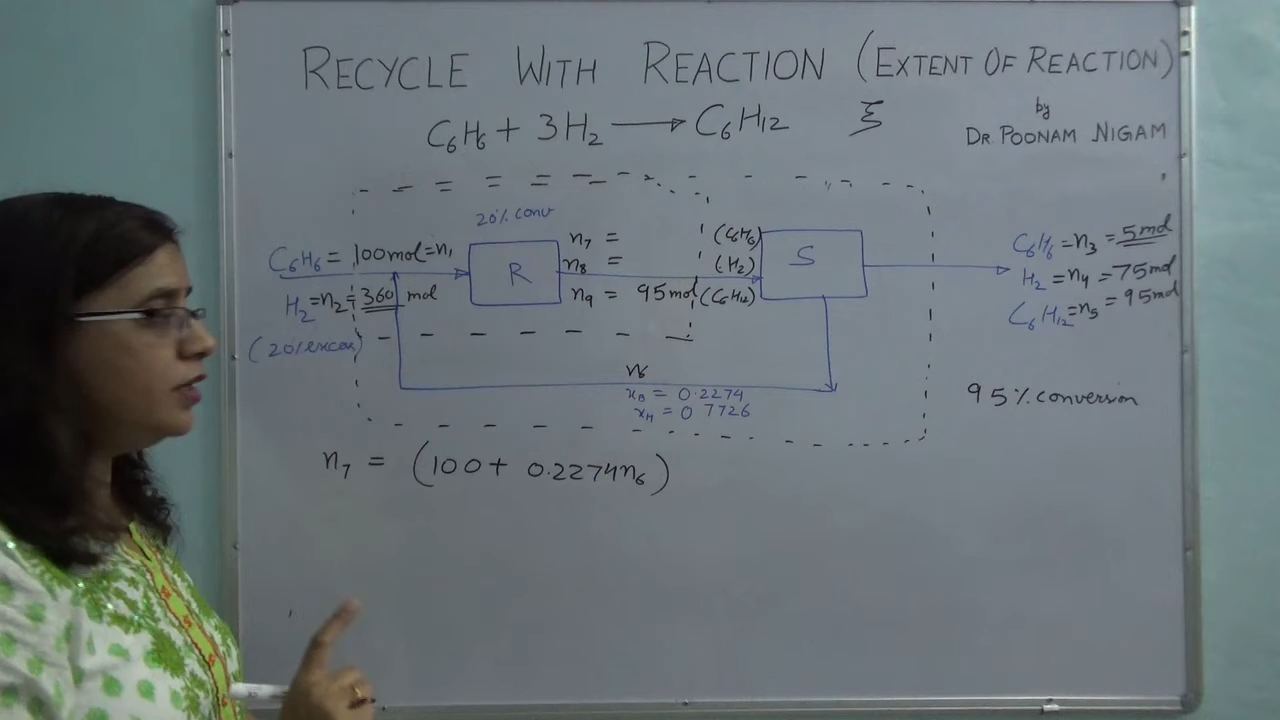 RECYCLE WITH REACTION (EXTENT OF REACTION)
by
DR POONAM NIGAM
C₆H₆ + 3H₂ → C₆H₁₂ ξ
20% conv
C₆H₆ = 100mol = n₁
H₂ = n₂ = 360 mol
(20% excess)
R
n₇ =
n₈ =
n₉ = 95mol
(C₆H₆)
(H₂)
(C₆H₁₂)
S
C₆H₆ = n₃ = 5mol
H₂ = n₄ = 75mol
C₆H₁₂ = n₅ = 95mol
n₆
x_B = 0.2274
x_H = 0.7726
95% conversion
n₇ = (100 + 0.2274n₆)